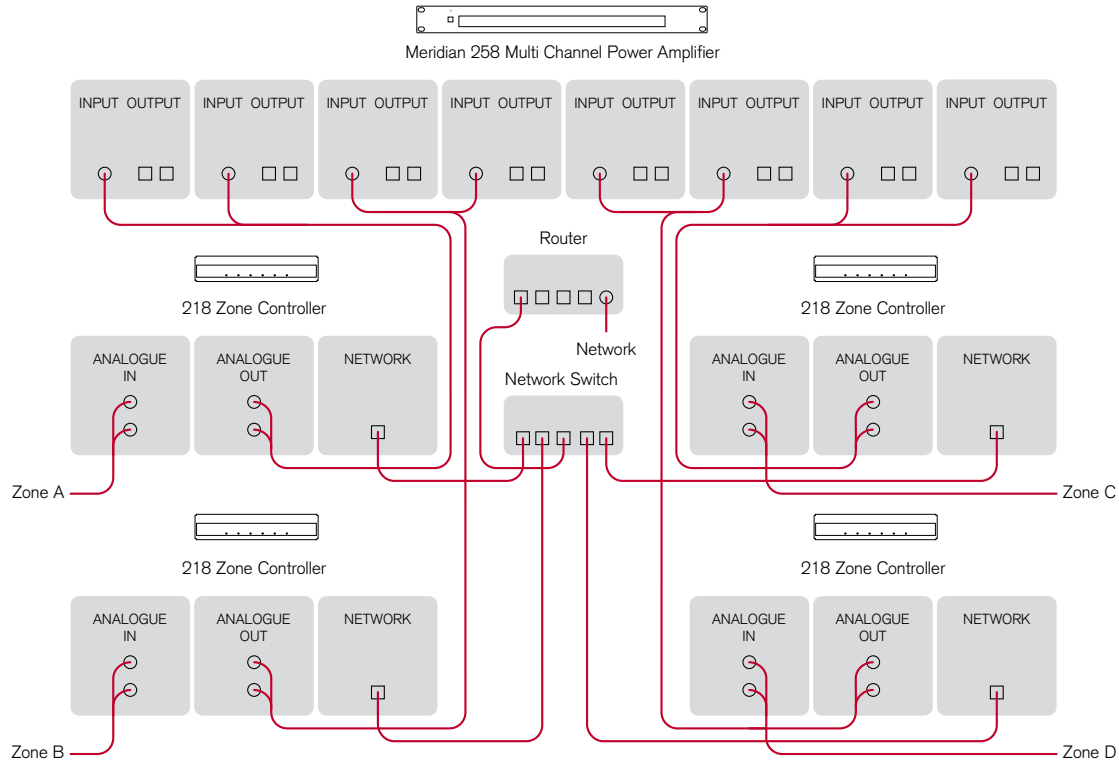 Meridian 258 Multi Channel Power Amplifier
INPUT OUTPUT
INPUT OUTPUT
INPUT OUTPUT
INPUT OUTPUT
INPUT OUTPUT
INPUT OUTPUT
INPUT OUTPUT
INPUT OUTPUT
Router
218 Zone Controller
218 Zone Controller
Network
ANALOGUE
IN
ANALOGUE
OUT
NETWORK
Network Switch
ANALOGUE
IN
ANALOGUE
OUT
NETWORK
Zone A
Zone C
218 Zone Controller
218 Zone Controller
ANALOGUE
IN
ANALOGUE
OUT
NETWORK
ANALOGUE
IN
ANALOGUE
OUT
NETWORK
Zone B
Zone D